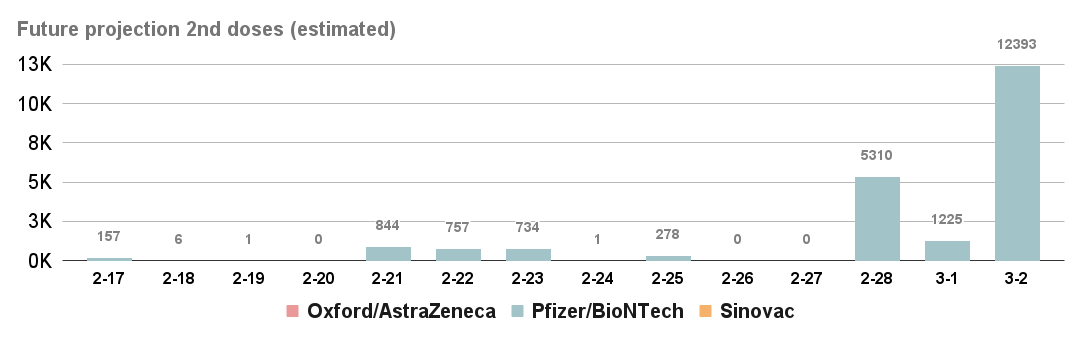 Future projection 2nd doses (estimated)
13K
10K
8K
5K
3K
0K
157
6
1
0
844
757
734
1
278
0
0
5310
1225
12393
2-17 2-18 2-19 2-20 2-21 2-22 2-23 2-24 2-25 2-26 2-27 2-28 3-1 3-2
Oxford/AstraZeneca Pfizer/BioNTech Sinovac